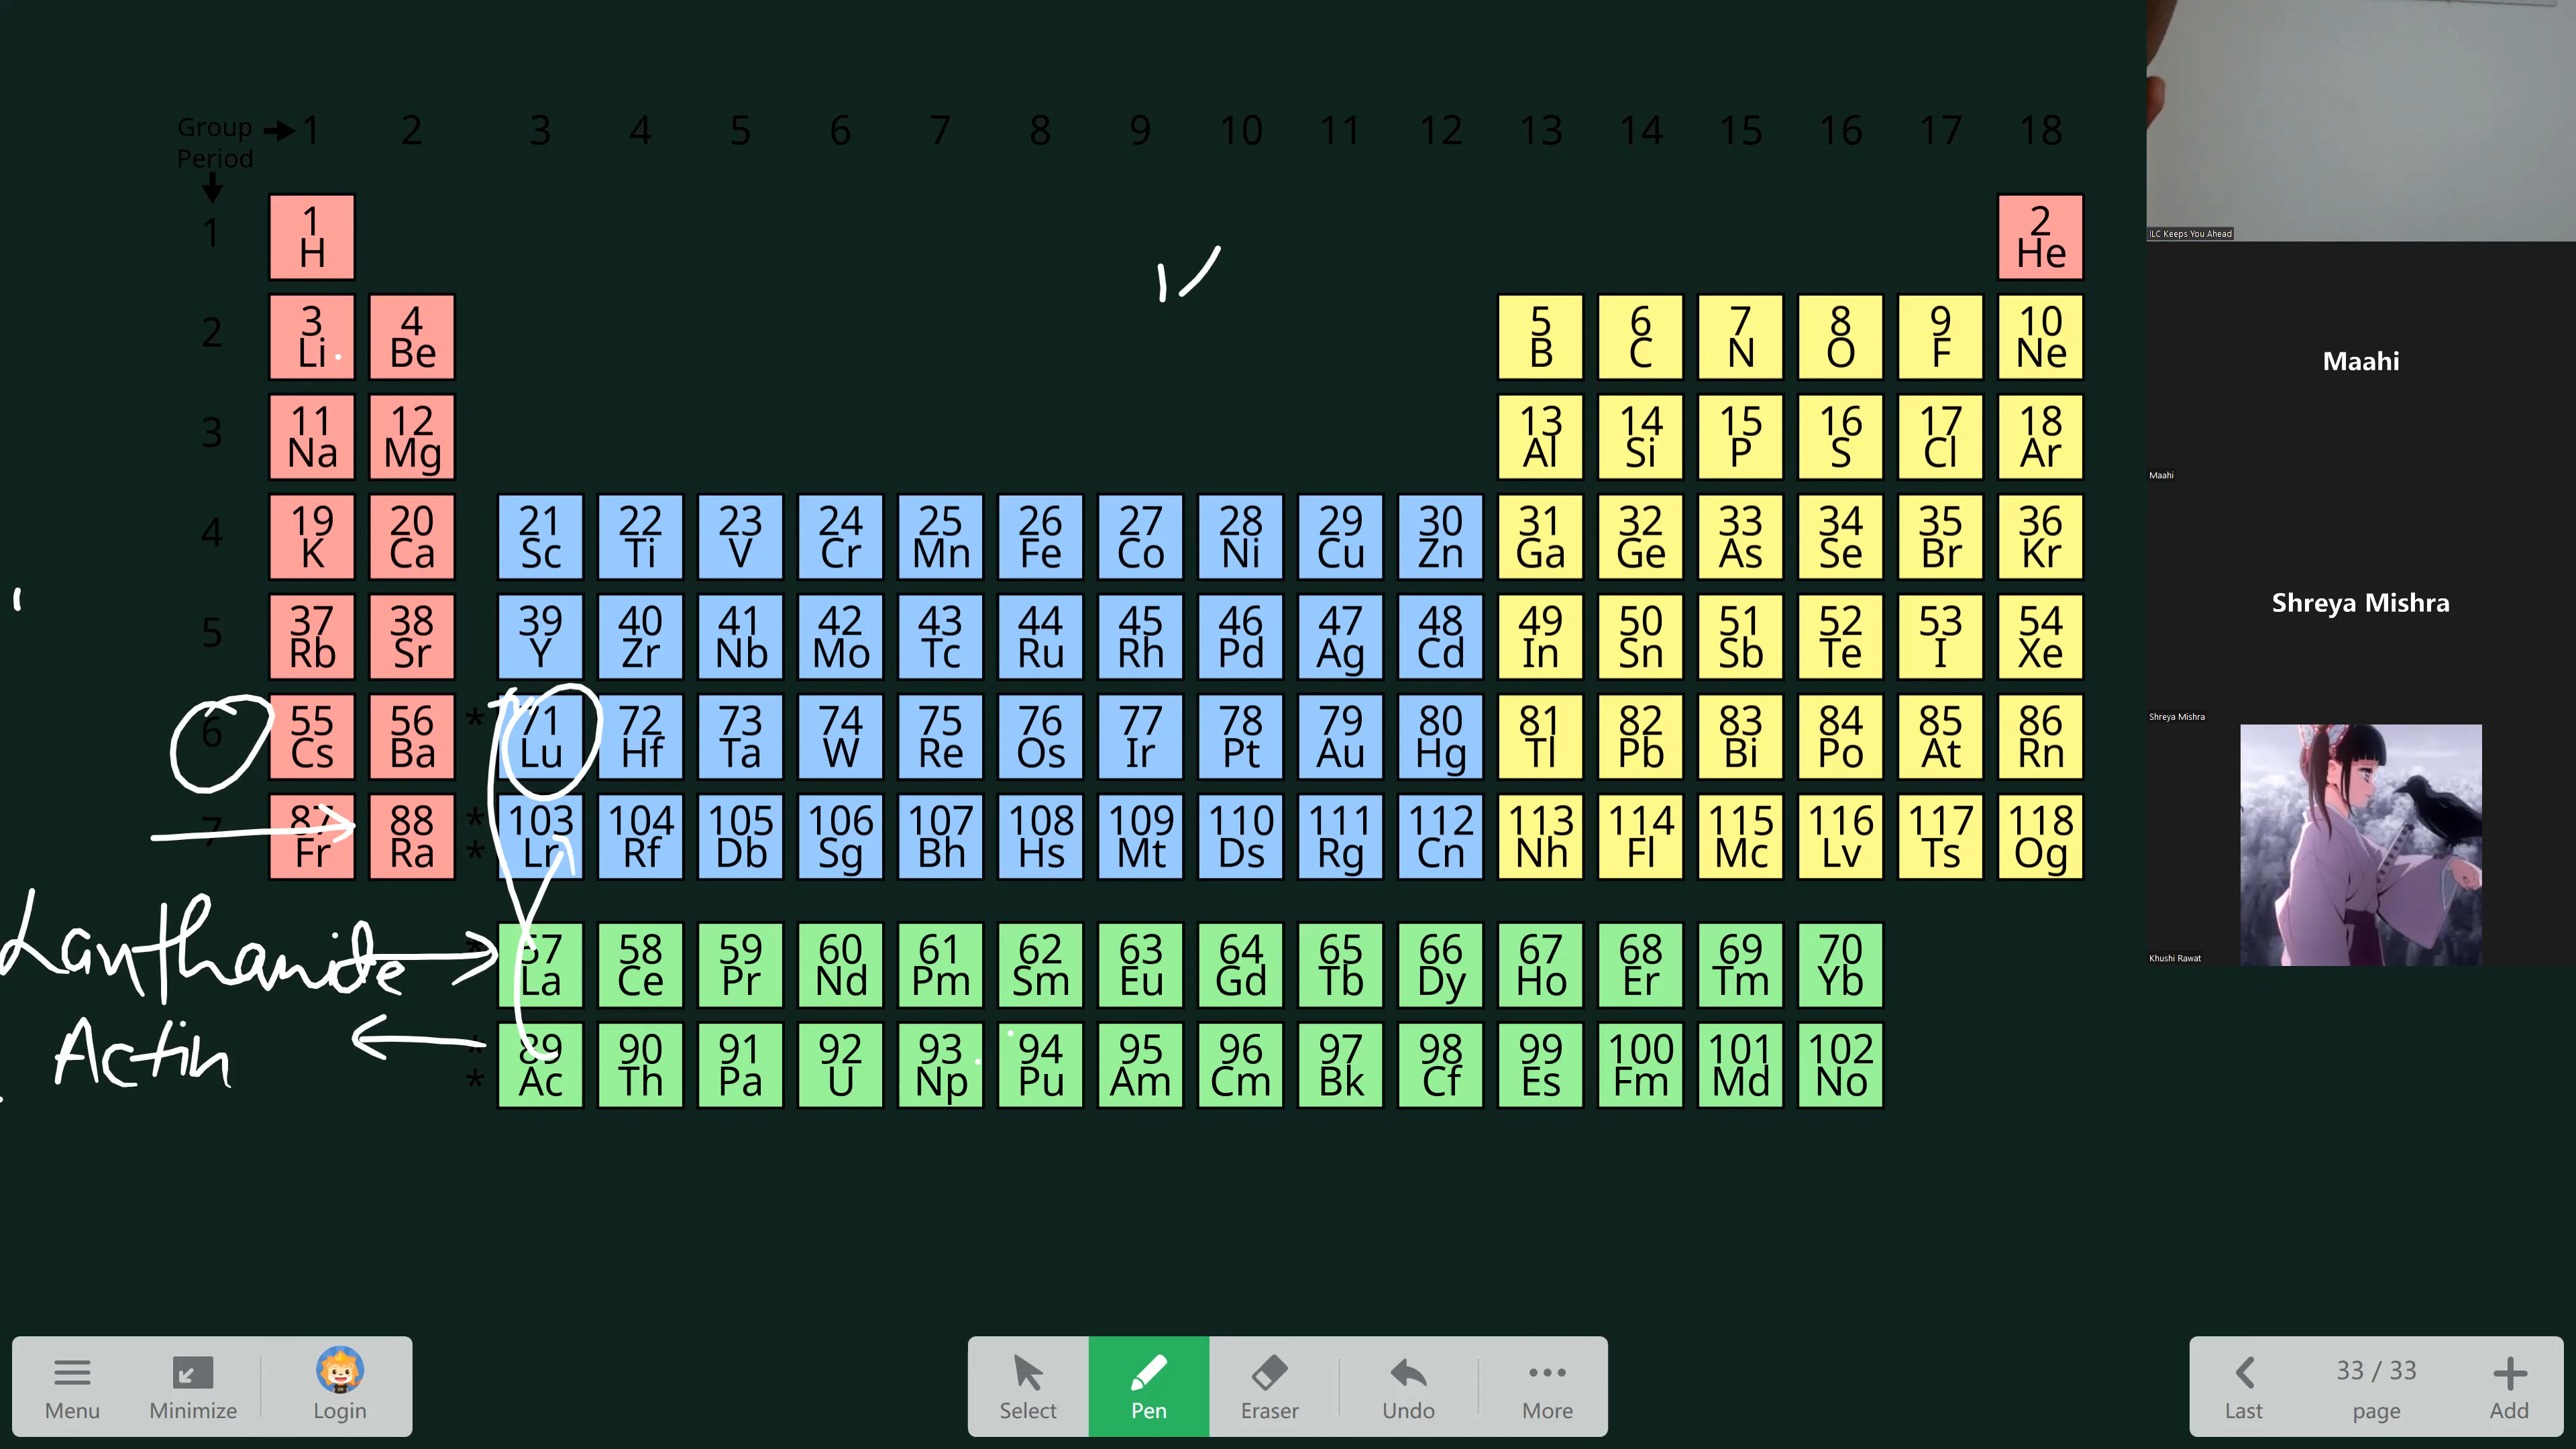 Group 1 2 3 4 5 6 7 8 9 10 11 12 13 14 15 16 17 18
Period
1 1 H 2 He
2 3 Li 4 Be 5 B 6 C 7 N 8 O 9 F 10 Ne
3 11 Na 12 Mg 13 Al 14 Si 15 P 16 S 17 Cl 18 Ar
4 19 K 20 Ca 21 Sc 22 Ti 23 V 24 Cr 25 Mn 26 Fe 27 Co 28 Ni 29 Cu 30 Zn 31 Ga 32 Ge 33 As 34 Se 35 Br 36 Kr
5 37 Rb 38 Sr 39 Y 40 Zr 41 Nb 42 Mo 43 Tc 44 Ru 45 Rh 46 Pd 47 Ag 48 Cd 49 In 50 Sn 51 Sb 52 Te 53 I 54 Xe
6 55 Cs 56 Ba * 71 Lu 72 Hf 73 Ta 74 W 75 Re 76 Os 77 Ir 78 Pt 79 Au 80 Hg 81 Tl 82 Pb 83 Bi 84 Po 85 At 86 Rn
7 87 Fr 88 Ra ** 103 Lr 104 Rf 105 Db 106 Sg 107 Bh 108 Hs 109 Mt 110 Ds 111 Rg 112 Cn 113 Nh 114 Fl 115 Mc 116 Lv 117 Ts 118 Og
Lanthanide * 57 La 58 Ce 59 Pr 60 Nd 61 Pm 62 Sm 63 Eu 64 Gd 65 Tb 66 Dy 67 Ho 68 Er 69 Tm 70 Yb
Actin ** 89 Ac 90 Th 91 Pa 92 U 93 Np 94 Pu 95 Am 96 Cm 97 Bk 98 Cf 99 Es 100 Fm 101 Md 102 No
ILC Keeps You Ahead
Maahi
Maahi
Shreya Mishra
Shreya Mishra
Khushi Rawat
Menu Minimize Login Select Pen Eraser Undo More Last 33 / 33 page Add